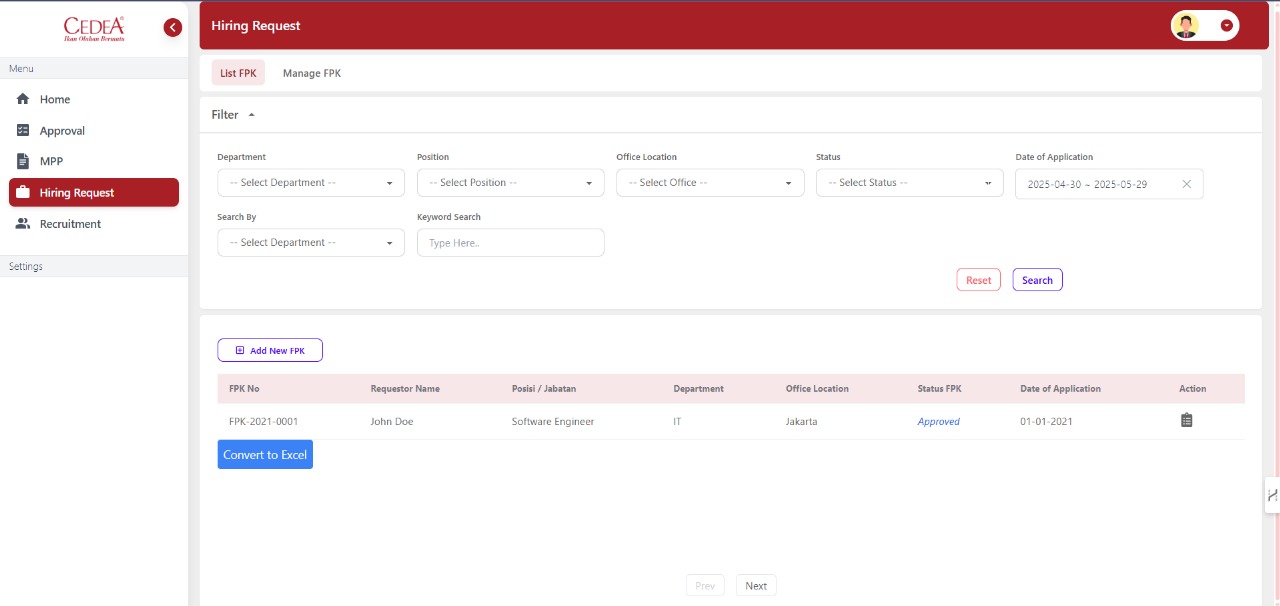 CEDEA®
Ikan Olahan Bermutu
Hiring Request
Menu
Home
Approval
MPP
Hiring Request
Recruitment
Settings
List FPK Manage FPK
Filter
Department Position Office Location Status Date of Application
-- Select Department -- -- Select Position -- -- Select Office -- -- Select Status -- 2025-04-30 ~ 2025-05-29
Search By Keyword Search
-- Select Department -- Type Here..
Reset Search
Add New FPK
FPK No Requestor Name Posisi / Jabatan Department Office Location Status FPK Date of Application Action
FPK-2021-0001 John Doe Software Engineer IT Jakarta Approved 01-01-2021
Convert to Excel
Prev Next